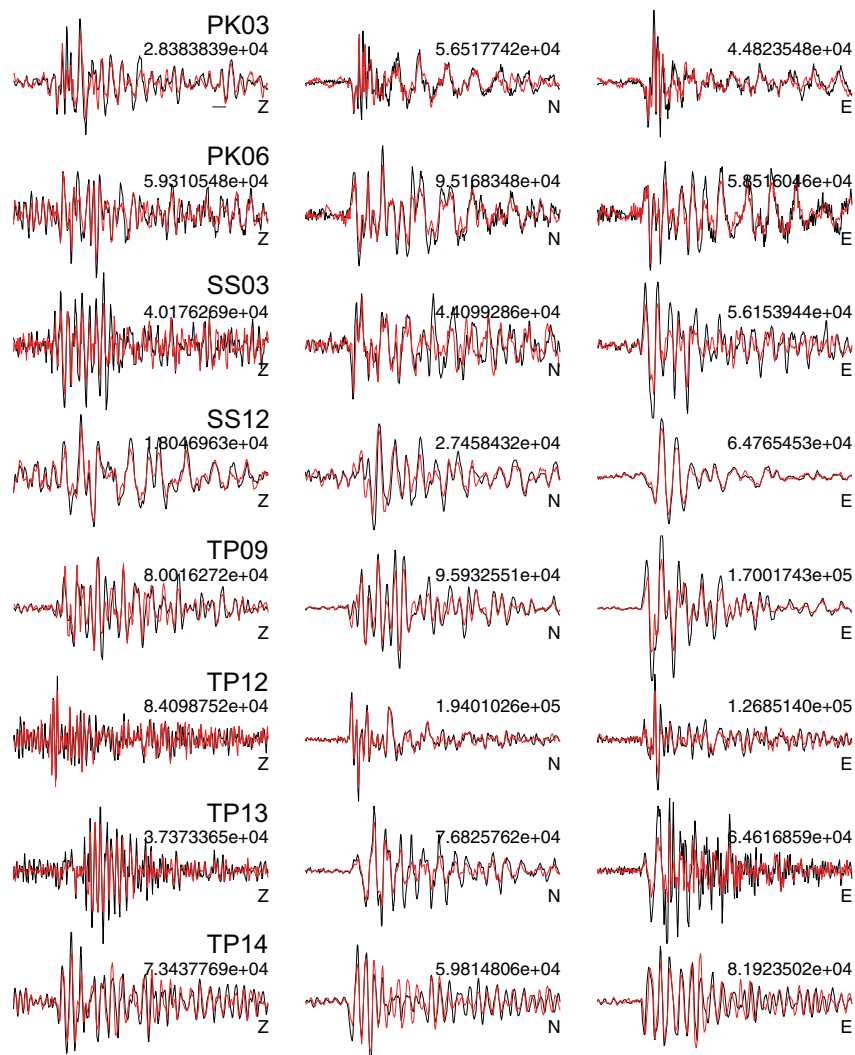 PK03
2.8383839e+04 5.6517742e+04 4.4823548e+04
Z N E
PK06
5.9310548e+04 9.5168348e+04 5.8516046e+04
Z N E
SS03
4.0176269e+04 4.4099286e+04 5.6153944e+04
Z N E
SS12
1.8046963e+04 2.7458432e+04 6.4765453e+04
Z N E
TP09
8.0016272e+04 9.5932551e+04 1.7001743e+05
Z N E
TP12
8.4098752e+04 1.9401026e+05 1.2685140e+05
Z N E
TP13
3.7373365e+04 7.6825762e+04 6.4616859e+04
Z N E
TP14
7.3437769e+04 5.9814806e+04 8.1923502e+04
Z N E